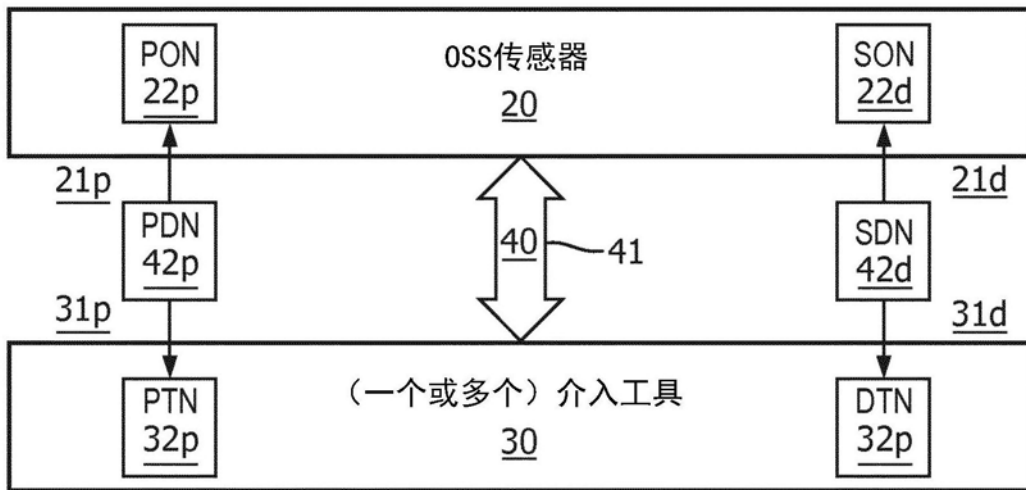 PON
22p
OSS传感器
20
SON
22d
21p
21d
PDN
42p
40
41
SDN
42d
31p
31d
PTN
32p
（一个或多个）介入工具
30
DTN
32p